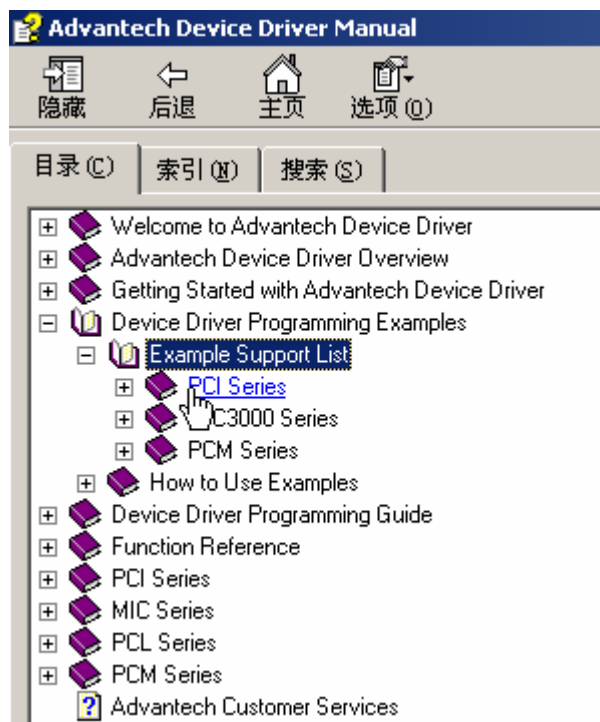 Advantech Device Driver Manual
隐藏 后退 主页 选项(O)
目录(C) 索引(N) 搜索(S)
Welcome to Advantech Device Driver
Advantech Device Driver Overview
Getting Started with Advantech Device Driver
Device Driver Programming Examples
Example Support List
PCI Series
C3000 Series
PCM Series
How to Use Examples
Device Driver Programming Guide
Function Reference
PCI Series
MIC Series
PCL Series
PCM Series
Advantech Customer Services